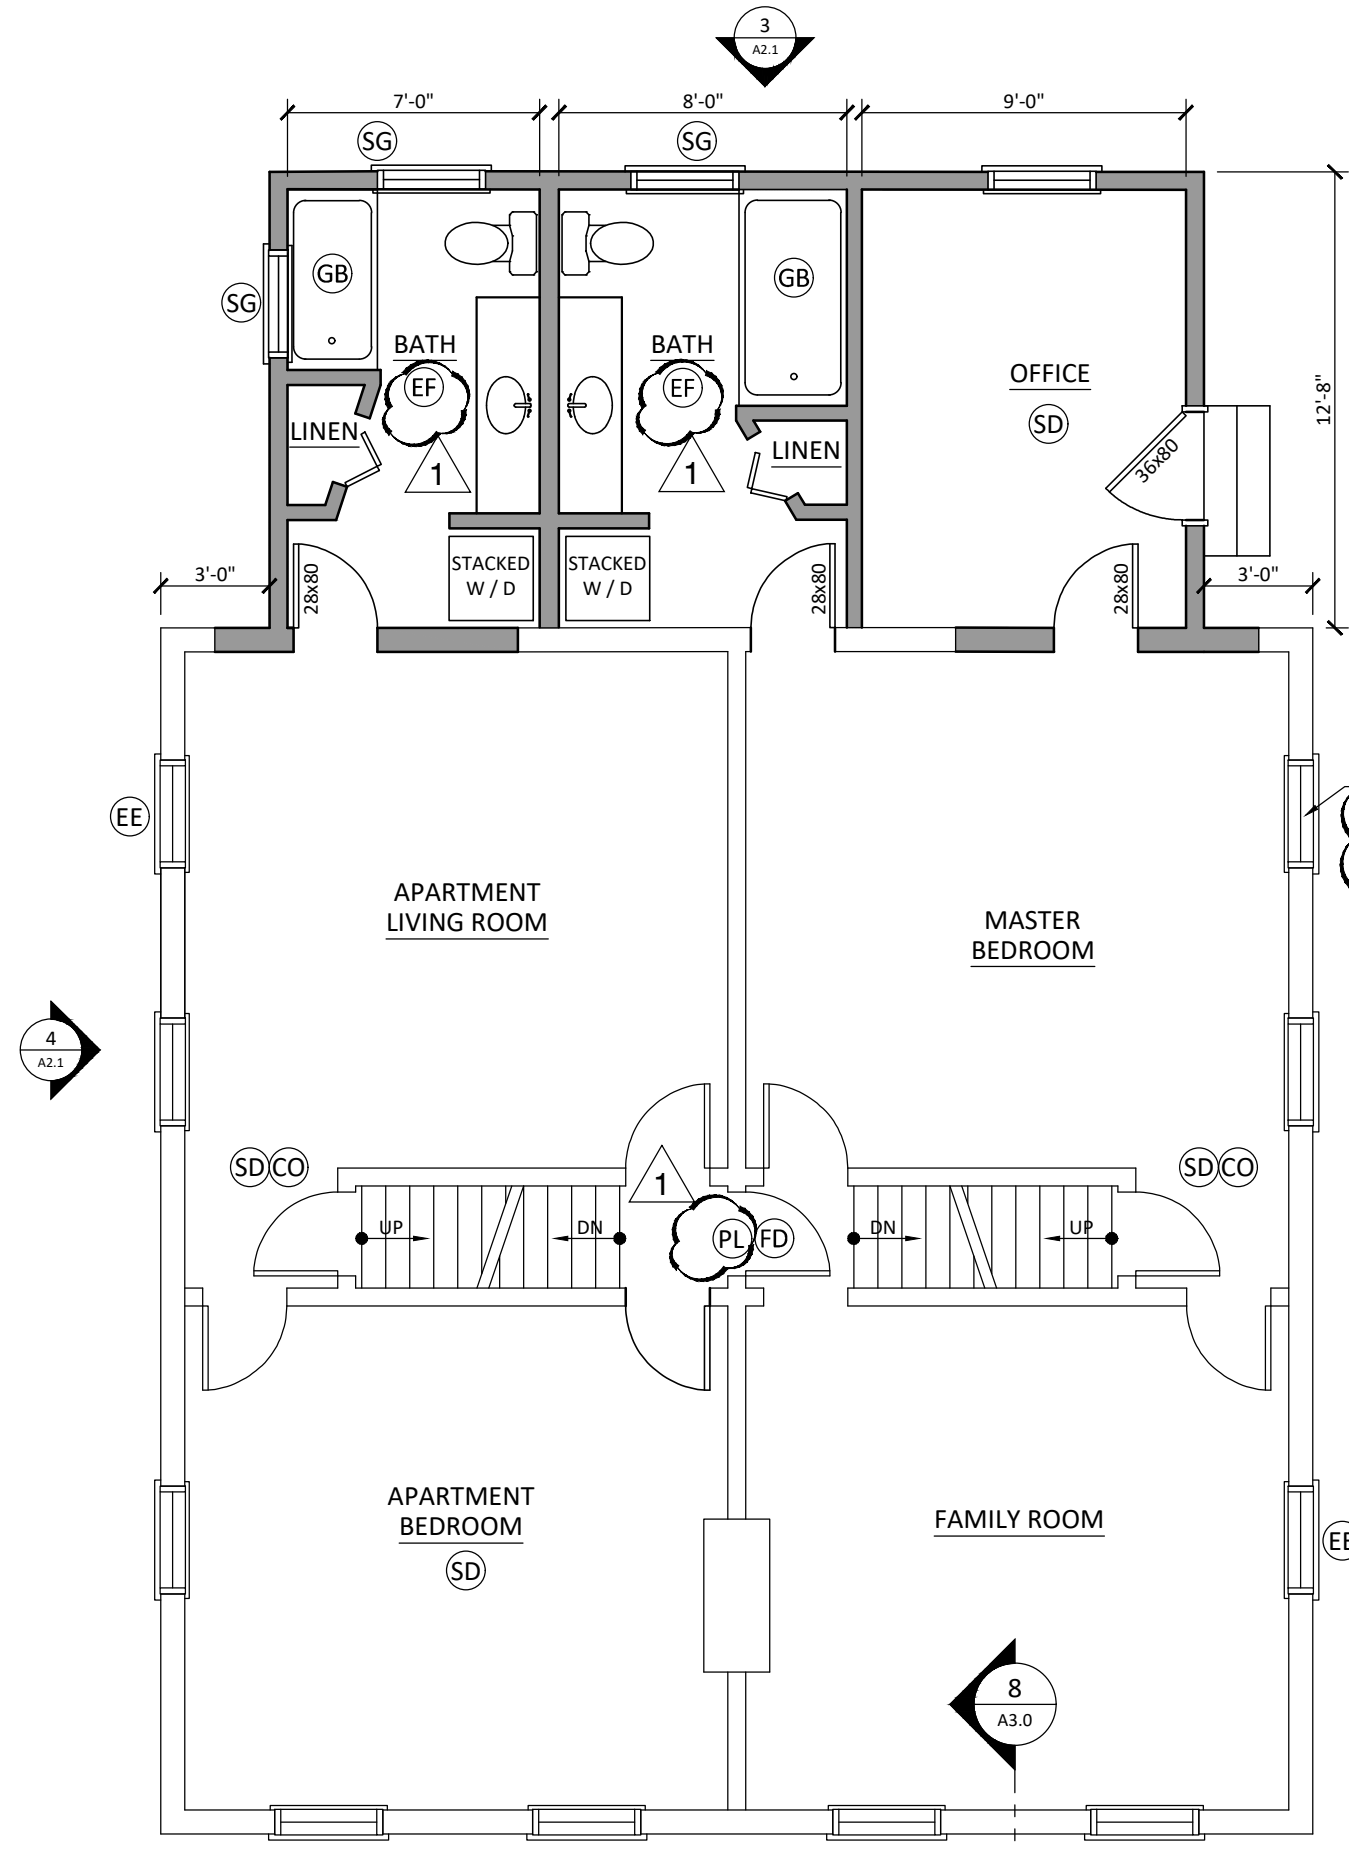 3
A2.1
7'-0"
8'-0"
9'-0"
SG
SG
SG
GB
GB
BATH
EF
BATH
EF
OFFICE
SD
12'-8"
LINEN
LINEN
1
1
36x80
STACKED
W / D
STACKED
W / D
3'-0"
3'-0"
28x80
28x80
28x80
EE
APARTMENT
LIVING ROOM
MASTER
BEDROOM
4
A2.1
SD CO
SD CO
1
UP
DN
PL FD
DN
UP
APARTMENT
BEDROOM
SD
FAMILY ROOM
EE
8
A3.0